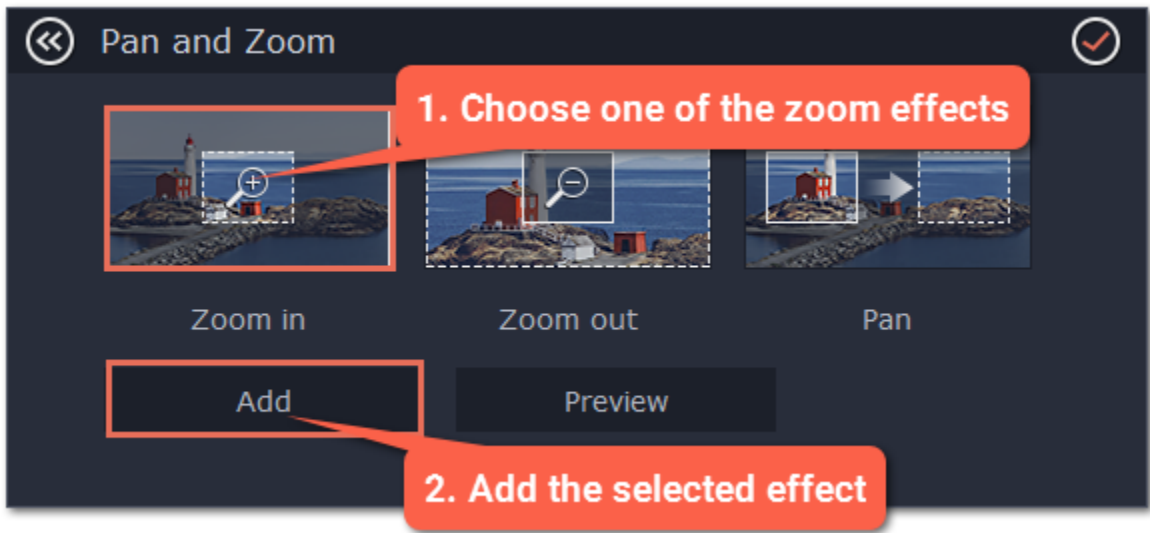 Pan and Zoom
1. Choose one of the zoom effects
Zoom in
Zoom out
Pan
Add
Preview
2. Add the selected effect